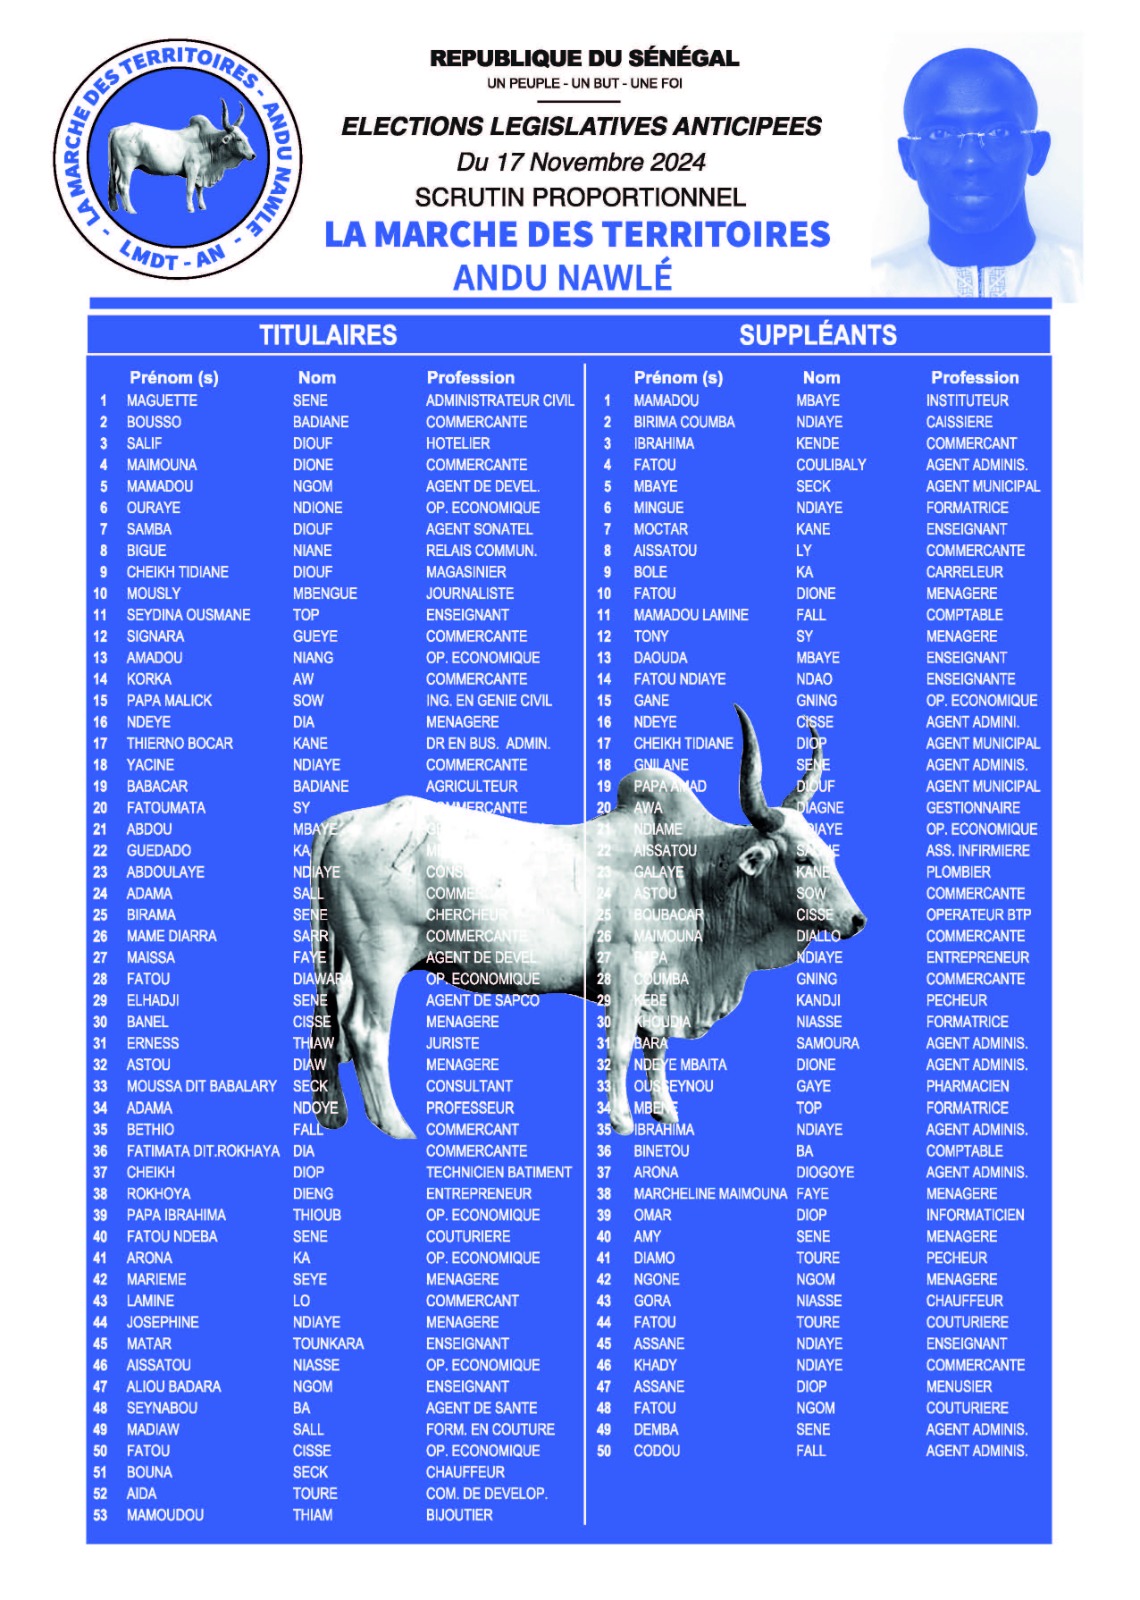 LA MARCHE DES TERRITOIRES - ANDU NAWLE -
LMDT - AN
REPUBLIQUE DU SÉNÉGAL
UN PEUPLE - UN BUT - UNE FOI
ELECTIONS LEGISLATIVES ANTICIPEES
Du 17 Novembre 2024
SCRUTIN PROPORTIONNEL
LA MARCHE DES TERRITOIRES
ANDU NAWLÉ
TITULAIRES
Prénom (s) Nom Profession
1 MAGUETTE SENE ADMINISTRATEUR CIVIL
2 BOUSSO BADIANE COMMERCANTE
3 SALIF DIOUF HOTELIER
4 MAIMOUNA DIONE COMMERCANTE
5 MAMADOU NGOM AGENT DE DEVEL.
6 OURAYE NDIONE OP. ECONOMIQUE
7 SAMBA DIOUF AGENT SONATEL
8 BIGUE NIANE RELAIS COMMUN.
9 CHEIKH TIDIANE DIOUF MAGASINIER
10 MOUSLY MBENGUE JOURNALISTE
11 SEYDINA OUSMANE TOP ENSEIGNANT
12 SIGNARA GUEYE COMMERCANTE
13 AMADOU NIANG OP. ECONOMIQUE
14 KORKA AW COMMERCANTE
15 PAPA MALICK SOW ING. EN GENIE CIVIL
16 NDEYE DIA MENAGERE
17 THIERNO BOCAR KANE DR EN BUS. ADMIN.
18 YACINE NDIAYE COMMERCANTE
19 BABACAR BADIANE AGRICULTEUR
20 FATOUMATA SY COMMERCANTE
21 ABDOU MBAYE
22 GUEDADO KA
23 ABDOULAYE NDIAYE
24 ADAMA SALL
25 BIRAMA SENE CHERCHEUR
26 MAME DIARRA SARR COMMERCANTE
27 MAISSA FAYE AGENT DE DEVEL
28 FATOU DIAWARA OP. ECONOMIQUE
29 ELHADJI SENE AGENT DE SAPCO
30 BANEL CISSE MENAGERE
31 ERNESS THIAW JURISTE
32 ASTOU DIAW MENAGERE
33 MOUSSA DIT BABALARY SECK CONSULTANT
34 ADAMA NDOYE PROFESSEUR
35 BETHIO FALL COMMERCANT
36 FATIMATA DIT.ROKHAYA DIA COMMERCANTE
37 CHEIKH DIOP TECHNICIEN BATIMENT
38 ROKHOYA DIENG ENTREPRENEUR
39 PAPA IBRAHIMA THIOUB OP. ECONOMIQUE
40 FATOU NDEBA SENE COUTURIERE
41 ARONA KA OP. ECONOMIQUE
42 MARIEME SEYE MENAGERE
43 LAMINE LO COMMERCANT
44 JOSEPHINE NDIAYE MENAGERE
45 MATAR TOUNKARA ENSEIGNANT
46 AISSATOU NIASSE OP. ECONOMIQUE
47 ALIOU BADARA NGOM ENSEIGNANT
48 SEYNABOU BA AGENT DE SANTE
49 MADIAW SALL FORM. EN COUTURE
50 FATOU CISSE OP. ECONOMIQUE
51 BOUNA SECK CHAUFFEUR
52 AIDA TOURE COM. DE DEVELOP.
53 MAMOUDOU THIAM BIJOUTIER
SUPPLÉANTS
Prénom (s) Nom Profession
1 MAMADOU MBAYE INSTITUTEUR
2 BIRIMA COUMBA NDIAYE CAISSIERE
3 IBRAHIMA KENDE COMMERCANT
4 FATOU COULIBALY AGENT ADMINIS.
5 MBAYE SECK AGENT MUNICIPAL
6 MINGUE NDIAYE FORMATRICE
7 MOCTAR KANE ENSEIGNANT
8 AISSATOU LY COMMERCANTE
9 BOLE KA CARRELEUR
10 FATOU DIONE MENAGERE
11 MAMADOU LAMINE FALL COMPTABLE
12 TONY SY MENAGERE
13 DAOUDA MBAYE ENSEIGNANT
14 FATOU NDIAYE NDAO ENSEIGNANTE
15 GANE GNING OP. ECONOMIQUE
16 NDEYE CISSE AGENT ADMINI.
17 CHEIKH TIDIANE DIOP AGENT MUNICIPAL
18 GNILANE SENE AGENT ADMINIS.
19 PAPA AMAD DIOUF AGENT MUNICIPAL
20 AWA DIAGNE GESTIONNAIRE
21 NDIAME NDIAYE OP. ECONOMIQUE
22 AISSATOU ASS. INFIRMIERE
23 GALAYE KANE PLOMBIER
24 ASTOU SOW COMMERCANTE
25 BOUBACAR CISSE OPERATEUR BTP
26 MAIMOUNA DIALLO COMMERCANTE
27 PAPA NDIAYE ENTREPRENEUR
28 COUMBA GNING COMMERCANTE
29 KEBE KANDJI PECHEUR
30 KHOUDIA NIASSE FORMATRICE
31 BARA SAMOURA AGENT ADMINIS.
32 NDEYE MBAITA DIONE AGENT ADMINIS.
33 OUSSEYNOU GAYE PHARMACIEN
34 MBENE TOP FORMATRICE
35 IBRAHIMA NDIAYE AGENT ADMINIS.
36 BINETOU BA COMPTABLE
37 ARONA DIOGOYE AGENT ADMINIS.
38 MARCHELINE MAIMOUNA FAYE MENAGERE
39 OMAR DIOP INFORMATICIEN
40 AMY SENE MENAGERE
41 DIAMO TOURE PECHEUR
42 NGONE NGOM MENAGERE
43 GORA NIASSE CHAUFFEUR
44 FATOU TOURE COUTURIERE
45 ASSANE NDIAYE ENSEIGNANT
46 KHADY NDIAYE COMMERCANTE
47 ASSANE DIOP MENUSIER
48 FATOU NGOM COUTURIERE
49 DEMBA SENE AGENT ADMINIS.
50 CODOU FALL AGENT ADMINIS.